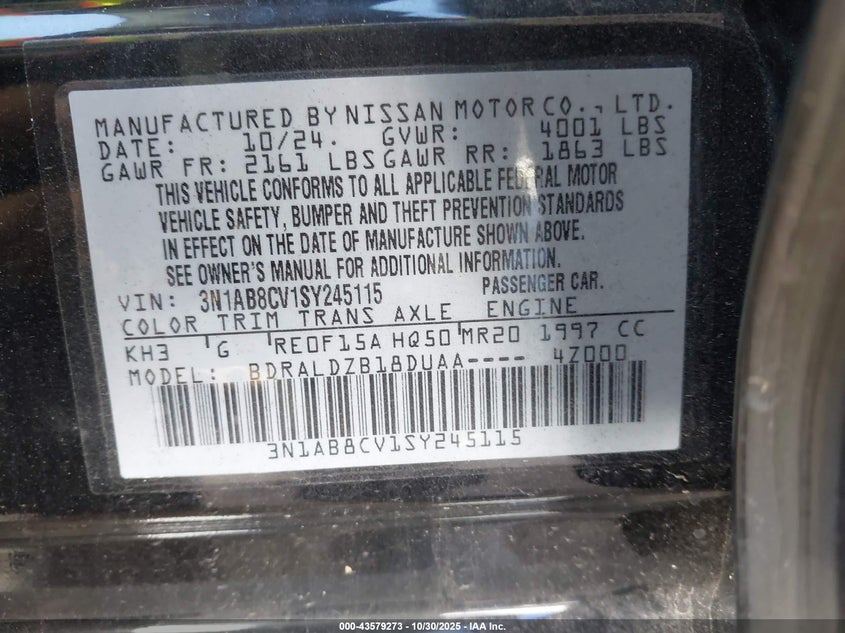 MANUFACTURED BY NISSAN MOTOR CO., LTD.
DATE: 10/24. GVWR: 4001 LBS
GAWR FR: 2161 LBS GAWR RR: 1863 LBS
THIS VEHICLE CONFORMS TO ALL APPLICABLE FEDERAL MOTOR
VEHICLE SAFETY, BUMPER AND THEFT PREVENTION STANDARDS
IN EFFECT ON THE DATE OF MANUFACTURE SHOWN ABOVE.
SEE OWNER'S MANUAL FOR ADDITIONAL INFORMATION.
VIN: 3N1AB8CV1SY245115 PASSENGER CAR.
COLOR TRIM TRANS AXLE ENGINE
KH3 G RE0F15A HQ50 MR20 1997 CC
MODEL: BDRALDZB18DUAA---- 4Z000
3N1AB8CV1SY245115
000-43579273 - 10/30/2025 - IAA Inc.